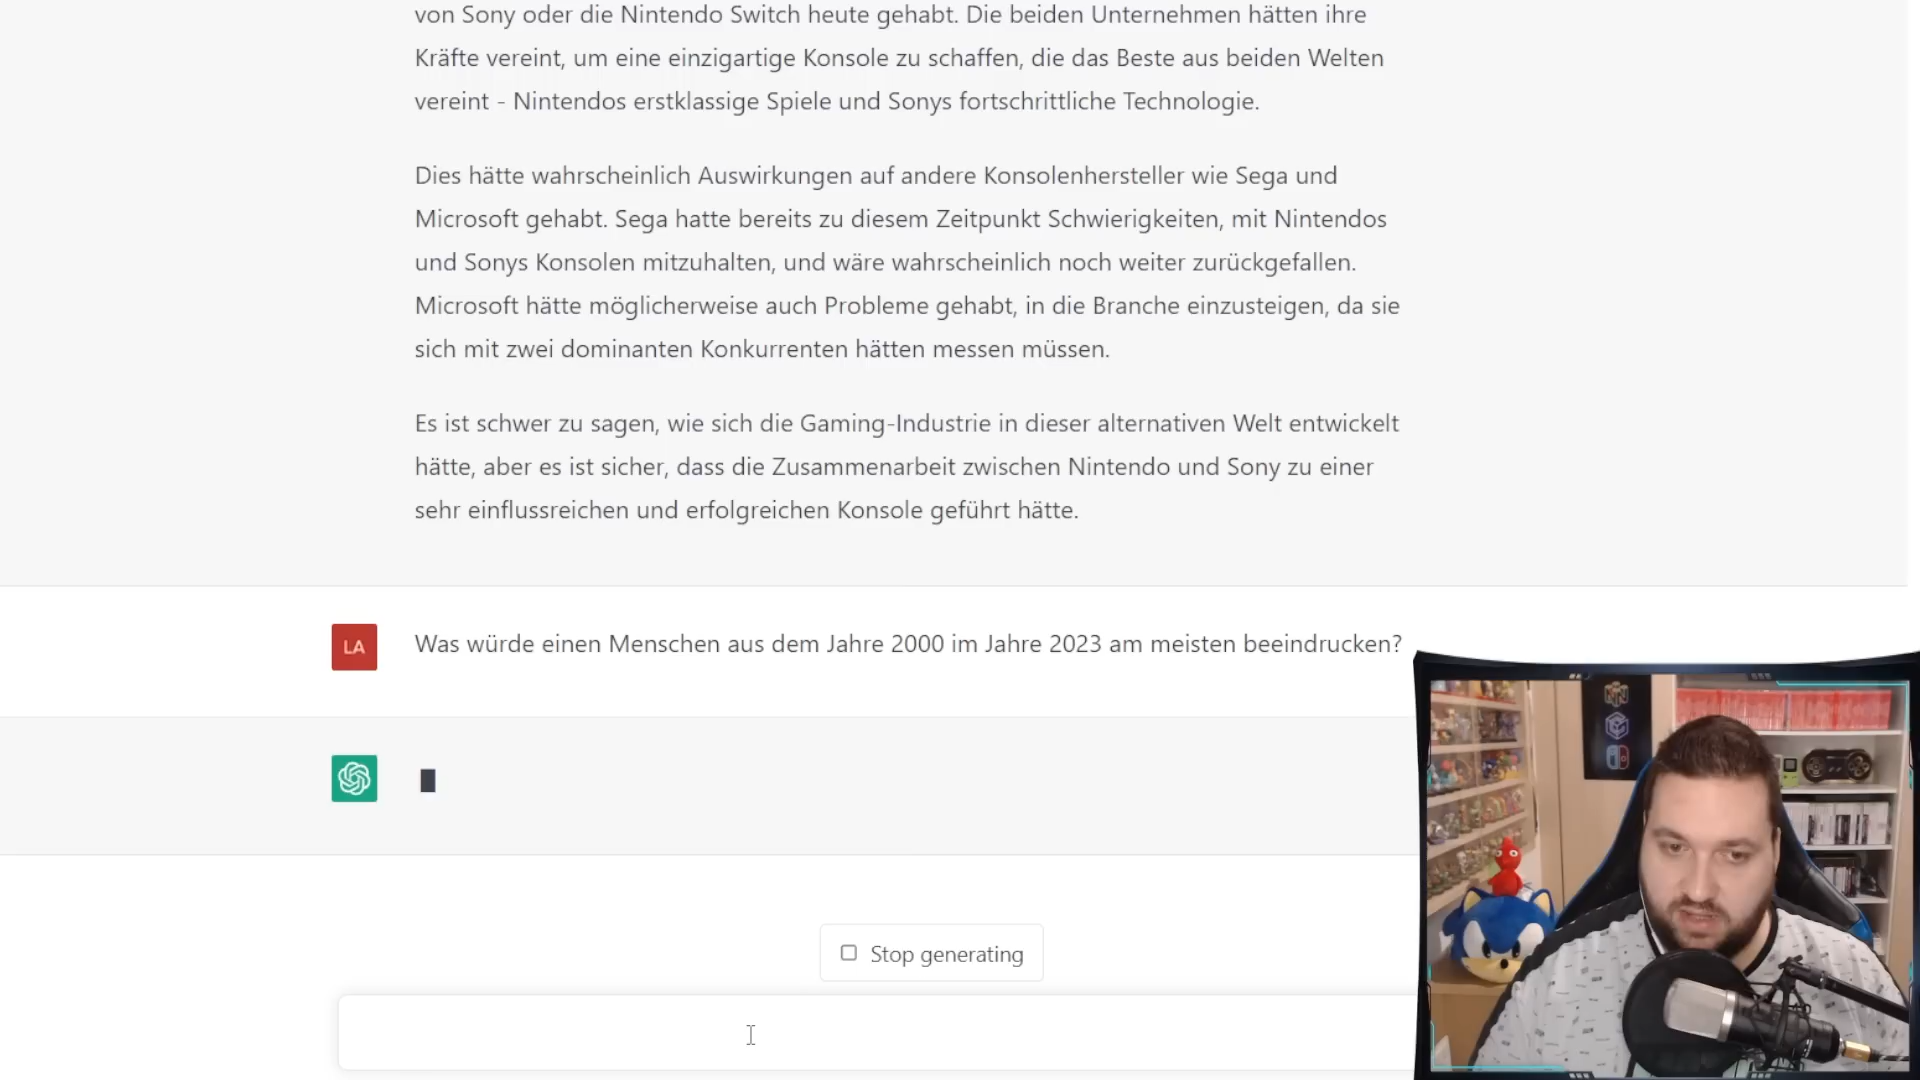 von Sony oder die Nintendo Switch heute gehabt. Die beiden Unternehmen hätten ihre
Kräfte vereint, um eine einzigartige Konsole zu schaffen, die das Beste aus beiden Welten
vereint - Nintendos erstklassige Spiele und Sonys fortschrittliche Technologie.
Dies hätte wahrscheinlich Auswirkungen auf andere Konsolenhersteller wie Sega und
Microsoft gehabt. Sega hatte bereits zu diesem Zeitpunkt Schwierigkeiten, mit Nintendos
und Sonys Konsolen mitzuhalten, und wäre wahrscheinlich noch weiter zurückgefallen.
Microsoft hätte möglicherweise auch Probleme gehabt, in die Branche einzusteigen, da sie
sich mit zwei dominanten Konkurrenten hätten messen müssen.
Es ist schwer zu sagen, wie sich die Gaming-Industrie in dieser alternativen Welt entwickelt
hätte, aber es ist sicher, dass die Zusammenarbeit zwischen Nintendo und Sony zu einer
sehr einflussreichen und erfolgreichen Konsole geführt hätte.
LA
Was würde einen Menschen aus dem Jahre 2000 im Jahre 2023 am meisten beeindrucken?
Stop generating